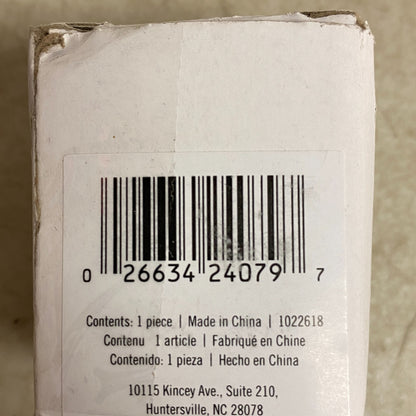 0 26634 24079 7
Contents: 1 piece | Made in China | 1022618
Contenu 1 article | Fabriqué en Chine
Contenido: 1 pieza | Hecho en China
10115 Kincey Ave., Suite 210,
Huntersville, NC 28078